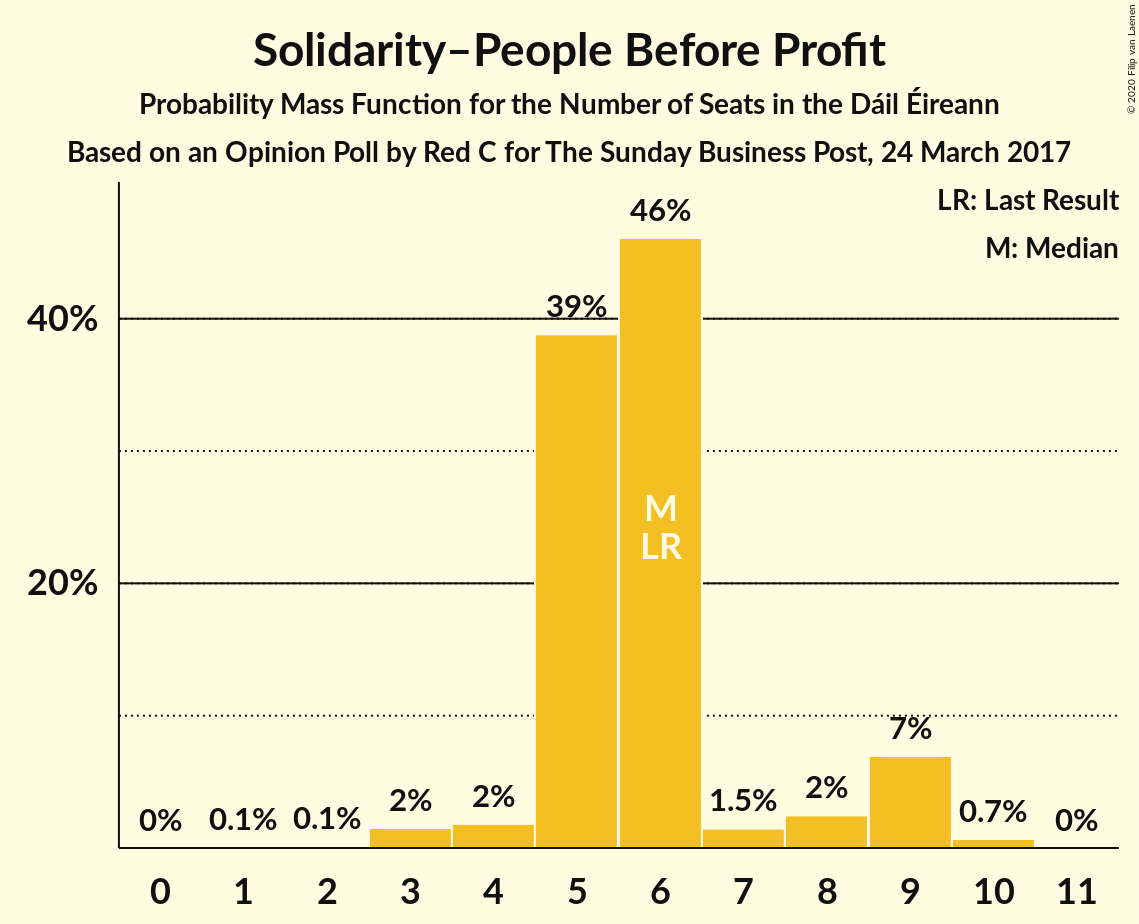 Solidarity–People Before Profit
Probability Mass Function for the Number of Seats in the Dáil Éireann
Based on an Opinion Poll by Red C for The Sunday Business Post, 24 March 2017
© 2020 Filip van Laenen
LR: Last Result
M: Median
40%
20%
0%
0.1%
0.1%
2%
2%
39%
46%
1.5%
2%
7%
0.7%
0%
M
LR
0 1 2 3 4 5 6 7 8 9 10 11